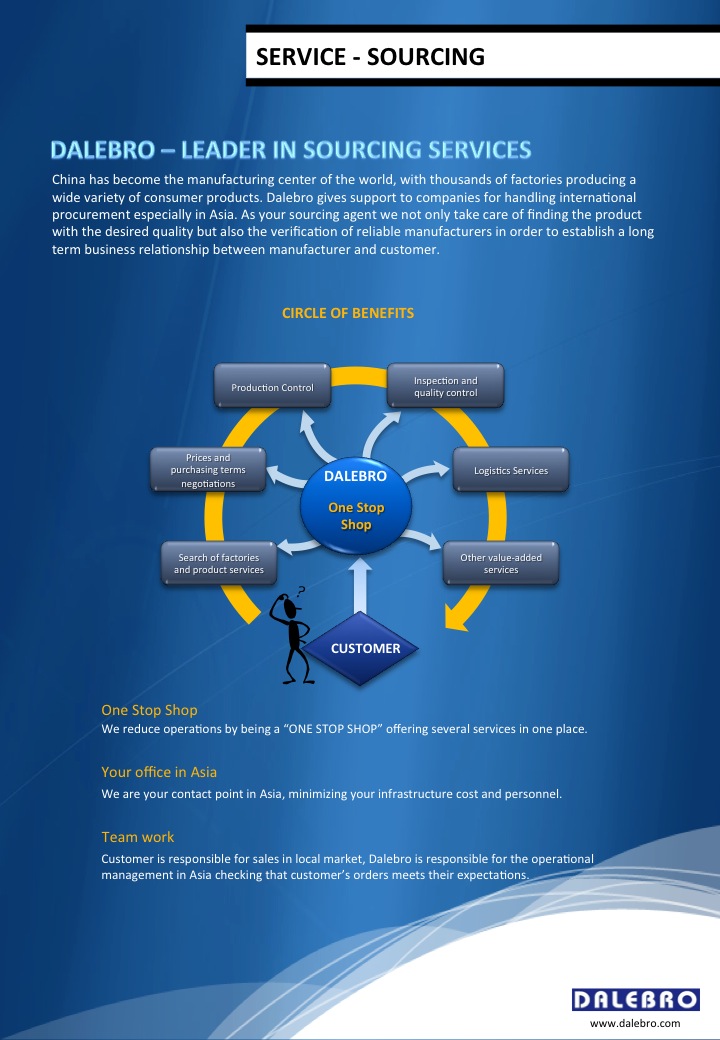 SERVICE - SOURCING
DALEBRO – LEADER IN SOURCING SERVICES
China has become the manufacturing center of the world, with thousands of factories producing a
wide variety of consumer products. Dalebro gives support to companies for handling international
procurement especially in Asia. As your sourcing agent we not only take care of finding the product
with the desired quality but also the verification of reliable manufacturers in order to establish a long
term business relationship between manufacturer and customer.
CIRCLE OF BENEFITS
Production Control
Inspection and
quality control
Prices and
purchasing terms
negotiations
Logistics Services
DALEBRO
One Stop
Shop
Search of factories
and product services
Other value-added
services
?
CUSTOMER
One Stop Shop
We reduce operations by being a “ONE STOP SHOP” offering several services in one place.
Your office in Asia
We are your contact point in Asia, minimizing your infrastructure cost and personnel.
Team work
Customer is responsible for sales in local market, Dalebro is responsible for the operational
management in Asia checking that customer’s orders meets their expectations.
DALEBRO
www.dalebro.com